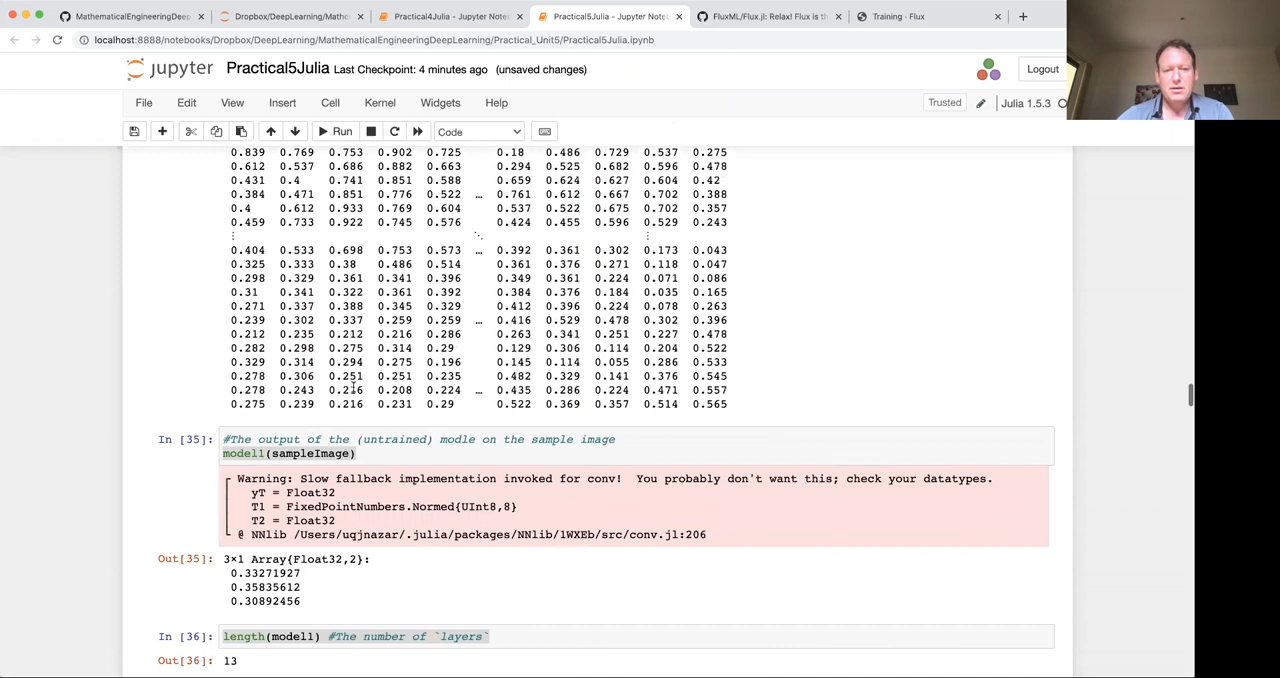 MathematicalEngineeringDeep
Dropbox/DeepLearning/Mathe
Practical4Julia - Jupyter Note
Practical5Julia - Jupyter Note
FluxML/Flux.jl: Relax! Flux is th
Training · Flux
localhost:8888/notebooks/Dropbox/DeepLearning/MathematicalEngineeringDeepLearning/Practical_Unit5/Practical5Julia.ipynb
jupyter Practical5Julia Last Checkpoint: 4 minutes ago (unsaved changes)
Logout
File Edit View Insert Cell Kernel Widgets Help
Trusted
Julia 1.5.3
Run
Code
0.839 0.769 0.753 0.902 0.725 0.18 0.486 0.729 0.537 0.275
0.612 0.537 0.686 0.882 0.663 0.294 0.525 0.682 0.596 0.478
0.431 0.4 0.741 0.851 0.588 0.659 0.624 0.627 0.604 0.42
0.384 0.471 0.851 0.776 0.522 … 0.761 0.612 0.667 0.702 0.388
0.4 0.612 0.933 0.769 0.604 0.537 0.522 0.675 0.702 0.357
0.459 0.733 0.922 0.745 0.576 0.424 0.455 0.596 0.529 0.243
⋮ ⋱ ⋮
0.404 0.533 0.698 0.753 0.573 … 0.392 0.361 0.302 0.173 0.043
0.325 0.333 0.38 0.486 0.514 0.361 0.376 0.271 0.118 0.047
0.298 0.329 0.361 0.341 0.396 0.349 0.361 0.224 0.071 0.086
0.31 0.341 0.322 0.361 0.392 0.384 0.376 0.184 0.035 0.165
0.271 0.337 0.388 0.345 0.329 0.412 0.396 0.224 0.078 0.263
0.239 0.302 0.337 0.259 0.259 … 0.416 0.529 0.478 0.302 0.396
0.212 0.235 0.212 0.216 0.286 0.263 0.341 0.251 0.227 0.478
0.282 0.298 0.275 0.314 0.29 0.129 0.306 0.114 0.204 0.522
0.329 0.314 0.294 0.275 0.196 0.145 0.114 0.055 0.286 0.533
0.278 0.306 0.251 0.251 0.235 0.482 0.329 0.141 0.376 0.545
0.278 0.243 0.216 0.208 0.224 … 0.435 0.286 0.224 0.471 0.557
0.275 0.239 0.216 0.231 0.29 0.522 0.369 0.357 0.514 0.565
In [35]: #The output of the (untrained) modle on the sample image
model1(sampleImage)
┌ Warning: Slow fallback implementation invoked for conv! You probably don't want this; check your datatypes.
│ yT = Float32
│ T1 = FixedPointNumbers.Normed{UInt8,8}
│ T2 = Float32
└ @ NNlib /Users/uqjnazar/.julia/packages/NNlib/1WXEb/src/conv.jl:206
Out[35]: 3×1 Array{Float32,2}:
0.33271927
0.35835612
0.30892456
In [36]: length(model1) #The number of `layers`
Out[36]: 13